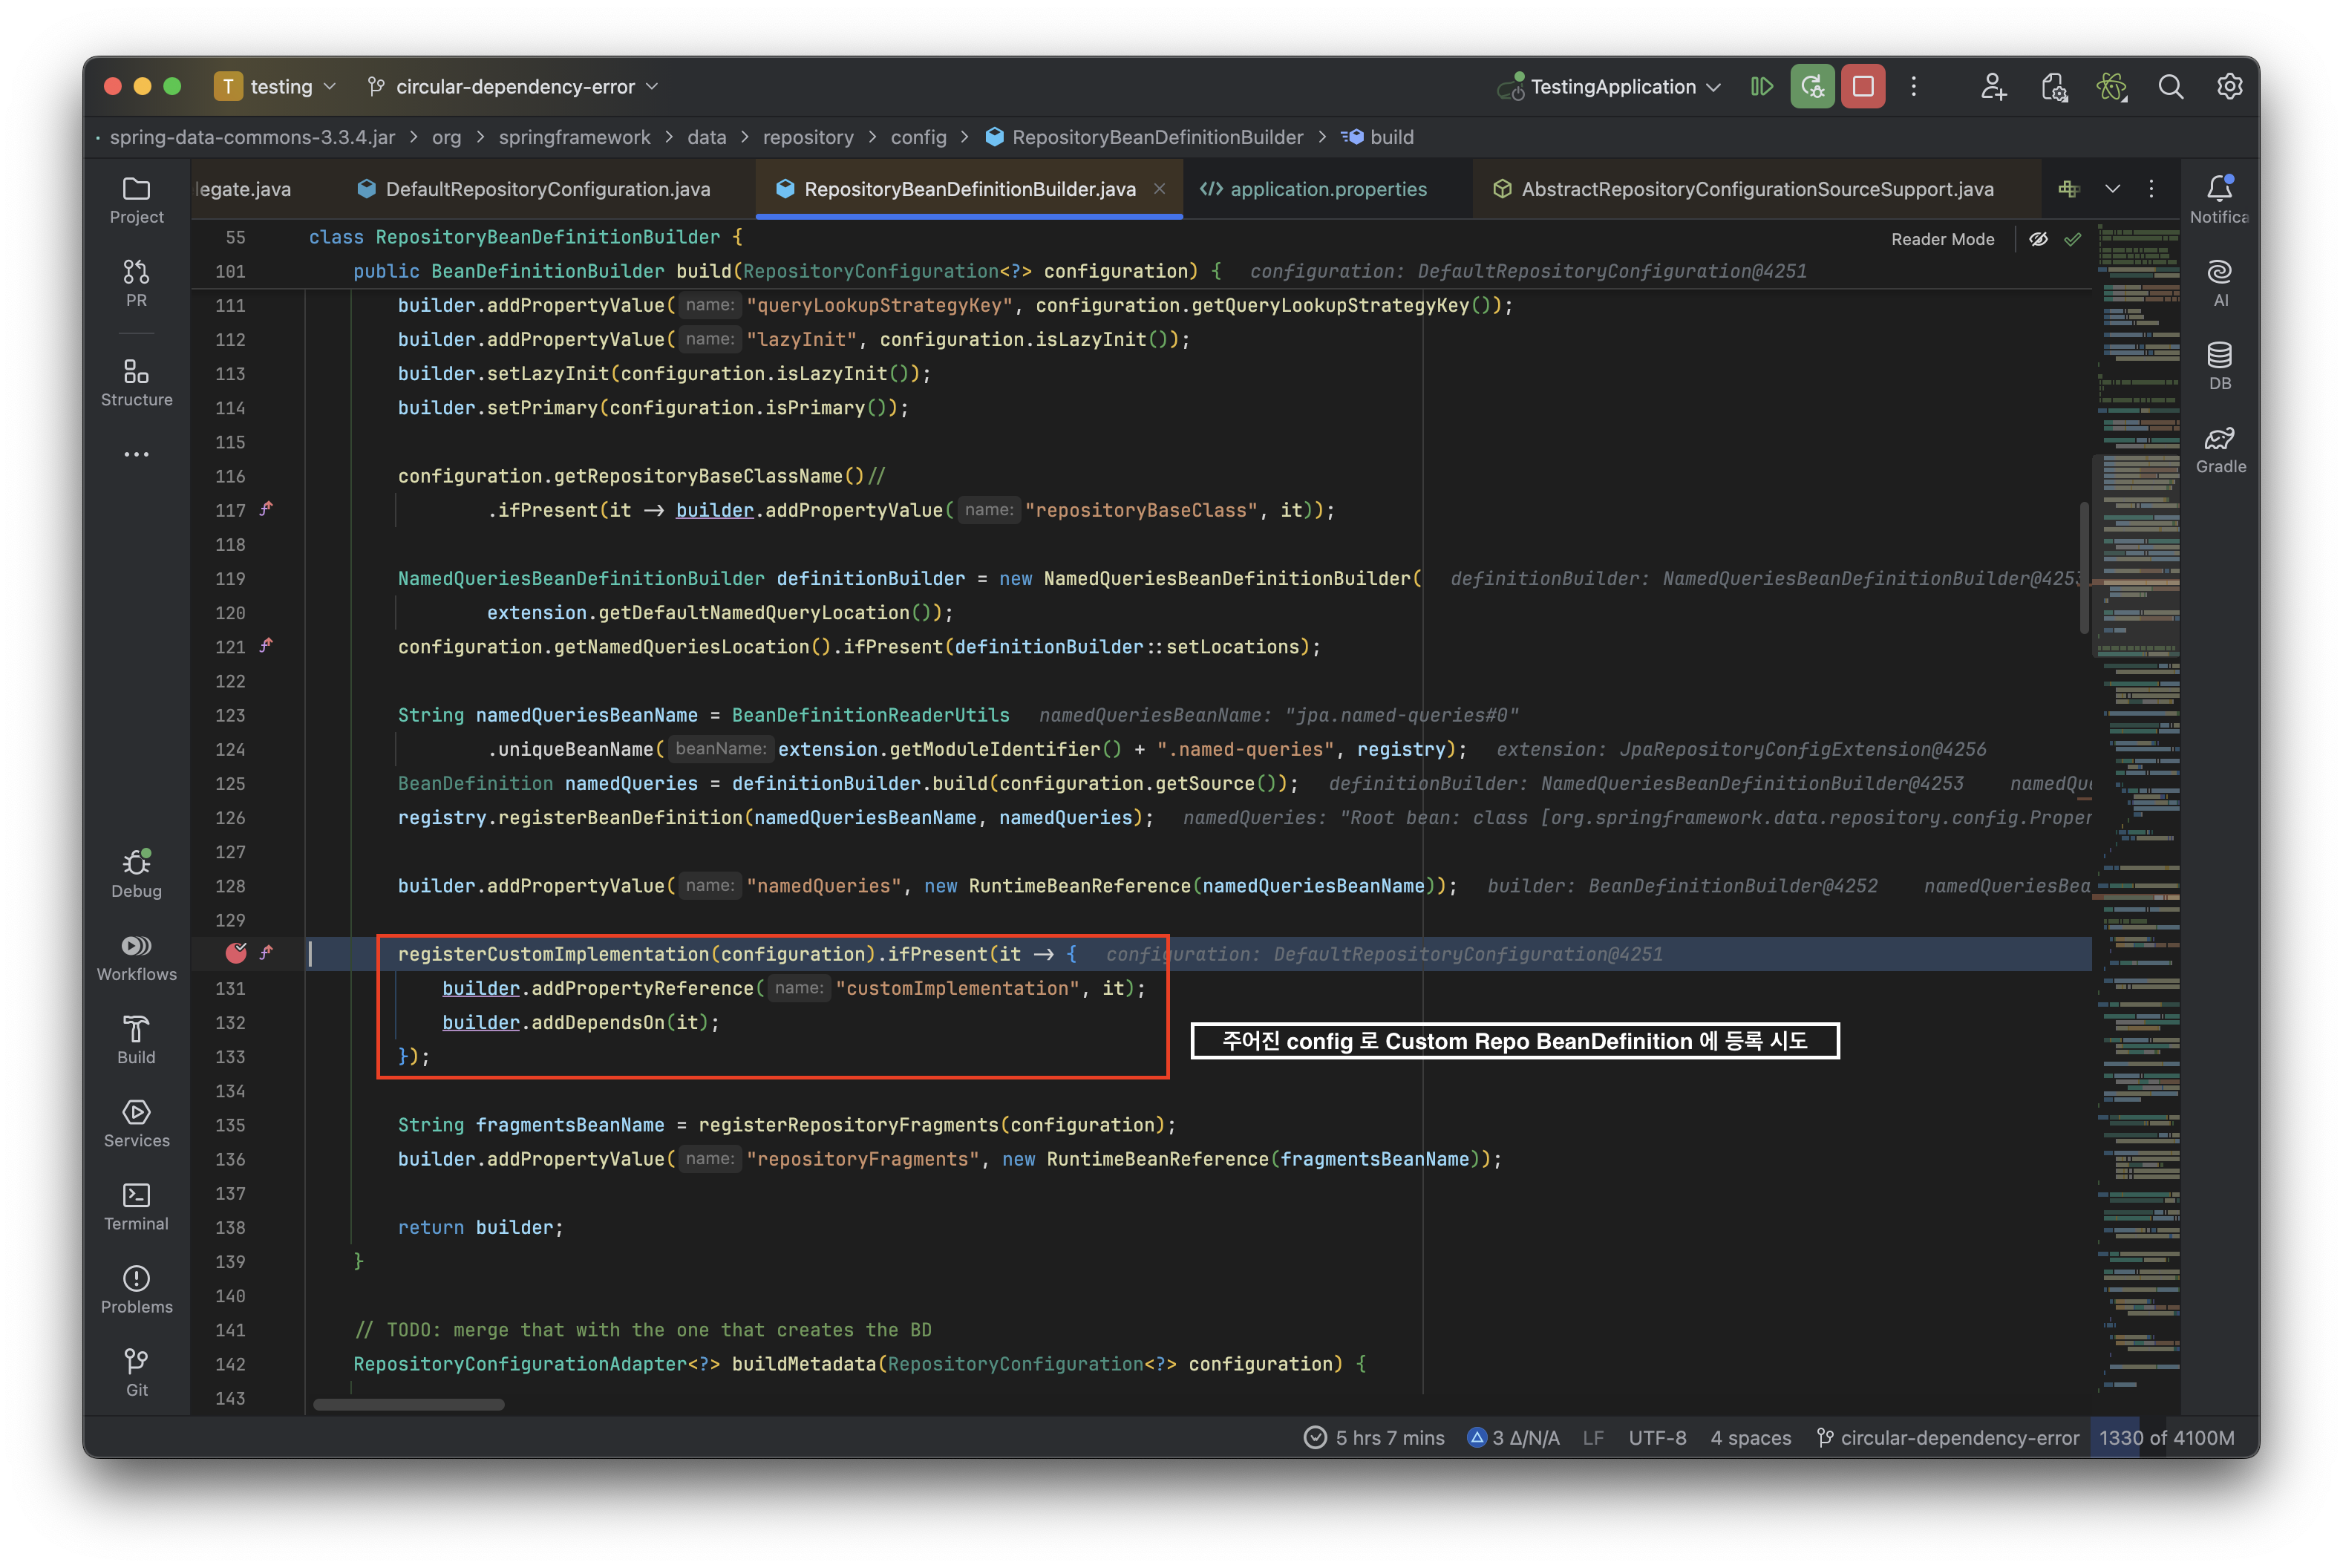 T testing circular-dependency-error TestingApplication
spring-data-commons-3.3.4.jar > org > springframework > data > repository > config > RepositoryBeanDefinitionBuilder > build
legate.java DefaultRepositoryConfiguration.java RepositoryBeanDefinitionBuilder.java × </> application.properties AbstractRepositoryConfigurationSourceSupport.java
Project
PR
Structure
Debug
Workflows
Build
Services
Terminal
Problems
Git
Reader Mode
55 class RepositoryBeanDefinitionBuilder {
101 public BeanDefinitionBuilder build(RepositoryConfiguration<?> configuration) { configuration: DefaultRepositoryConfiguration@4251
111 builder.addPropertyValue( name: "queryLookupStrategyKey", configuration.getQueryLookupStrategyKey());
112 builder.addPropertyValue( name: "lazyInit", configuration.isLazyInit());
113 builder.setLazyInit(configuration.isLazyInit());
114 builder.setPrimary(configuration.isPrimary());
115
116 configuration.getRepositoryBaseClassName()//
117 .ifPresent(it -> builder.addPropertyValue( name: "repositoryBaseClass", it));
118
119 NamedQueriesBeanDefinitionBuilder definitionBuilder = new NamedQueriesBeanDefinitionBuilder( definitionBuilder: NamedQueriesBeanDefinitionBuilder@4253
120 extension.getDefaultNamedQueryLocation());
121 configuration.getNamedQueriesLocation().ifPresent(definitionBuilder::setLocations);
122
123 String namedQueriesBeanName = BeanDefinitionReaderUtils namedQueriesBeanName: "jpa.named-queries#0"
124 .uniqueBeanName( beanName: extension.getModuleIdentifier() + ".named-queries", registry); extension: JpaRepositoryConfigExtension@4256
125 BeanDefinition namedQueries = definitionBuilder.build(configuration.getSource()); definitionBuilder: NamedQueriesBeanDefinitionBuilder@4253 namedQue
126 registry.registerBeanDefinition(namedQueriesBeanName, namedQueries); namedQueries: "Root bean: class [org.springframework.data.repository.config.Proper
127
128 builder.addPropertyValue( name: "namedQueries", new RuntimeBeanReference(namedQueriesBeanName)); builder: BeanDefinitionBuilder@4252 namedQueriesBea
129
registerCustomImplementation(configuration).ifPresent(it -> { configuration: DefaultRepositoryConfiguration@4251
131 builder.addPropertyReference( name: "customImplementation", it);
132 builder.addDependsOn(it);
주어진 config 로 Custom Repo BeanDefinition 에 등록 시도
133 });
134
135 String fragmentsBeanName = registerRepositoryFragments(configuration);
136 builder.addPropertyValue( name: "repositoryFragments", new RuntimeBeanReference(fragmentsBeanName));
137
138 return builder;
139 }
140
141 // TODO: merge that with the one that creates the BD
142 RepositoryConfigurationAdapter<?> buildMetadata(RepositoryConfiguration<?> configuration) {
143
Notifica
AI
DB
Gradle
5 hrs 7 mins 3 Δ/N/A LF UTF-8 4 spaces circular-dependency-error 1330 of 4100M